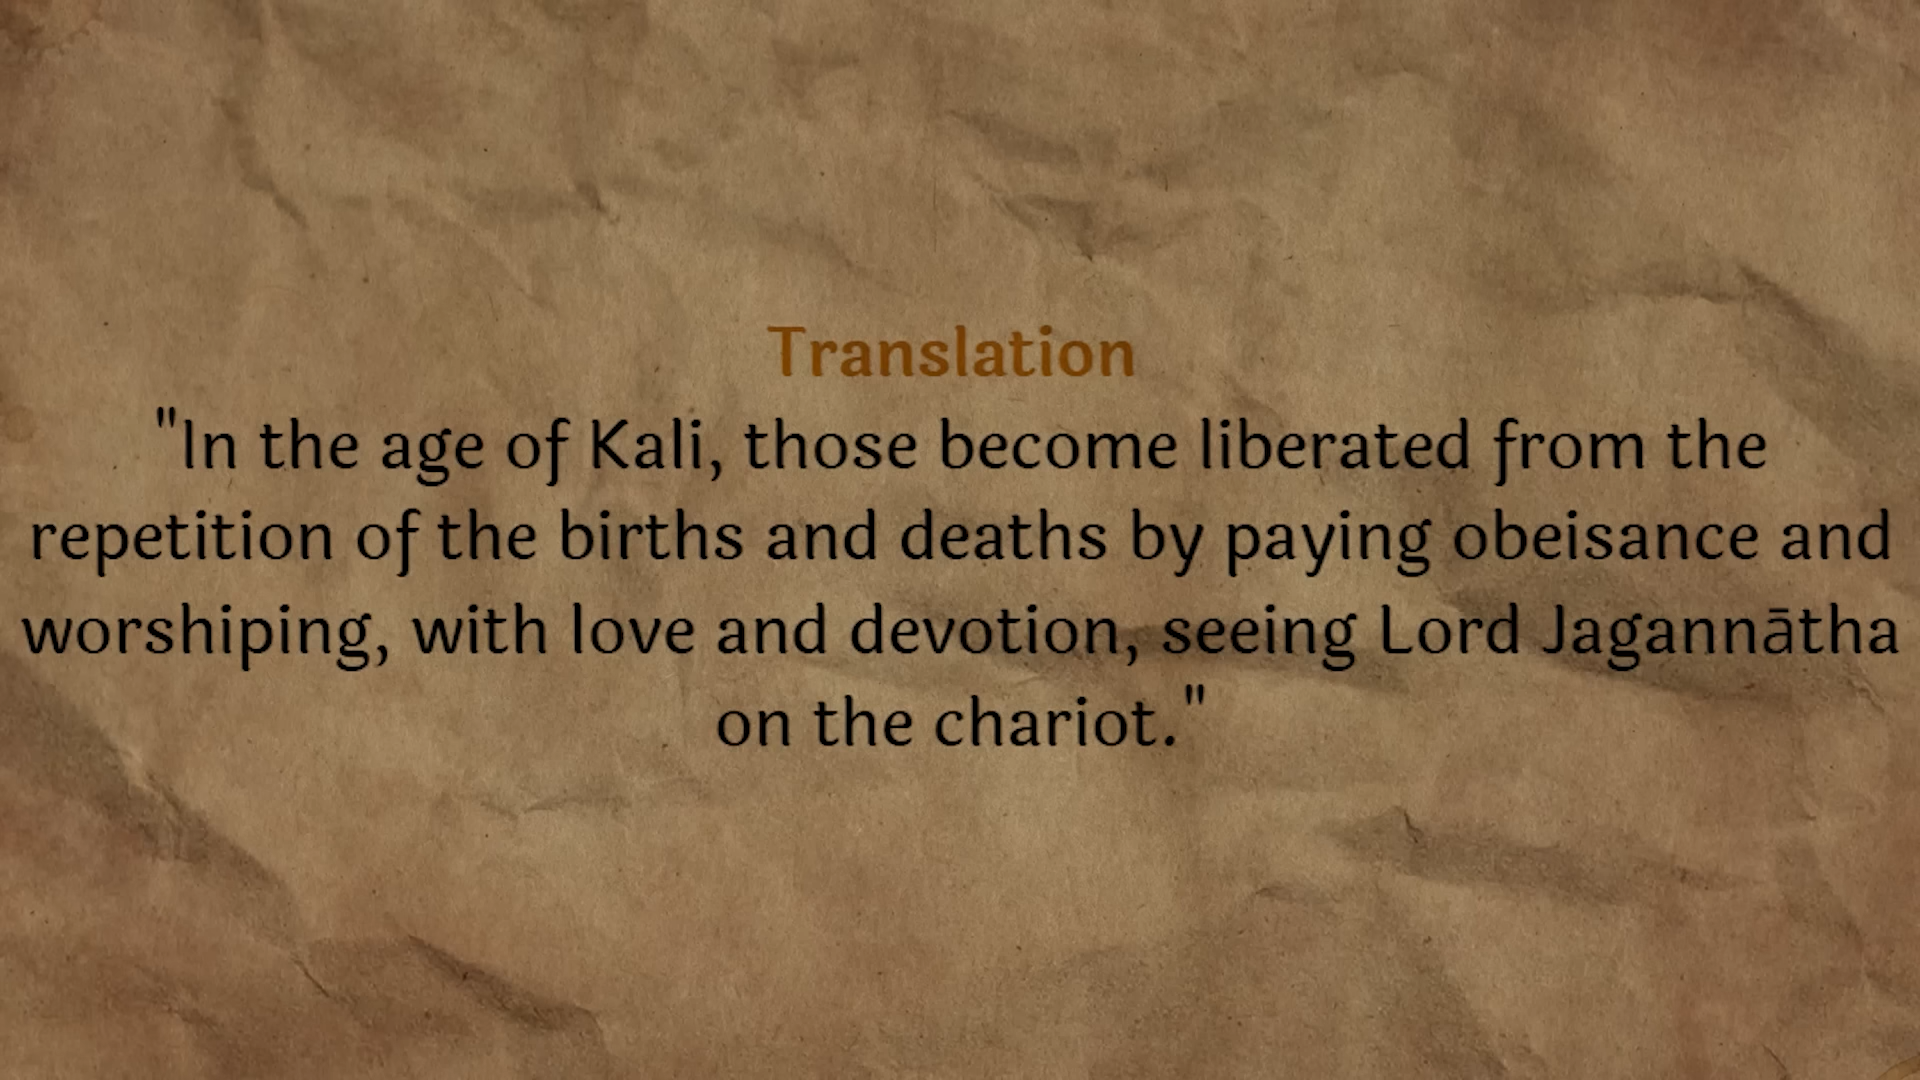 Translation
"In the age of Kali, those become liberated from the
repetition of the births and deaths by paying obeisance and
worshiping, with love and devotion, seeing Lord Jagannātha
on the chariot."